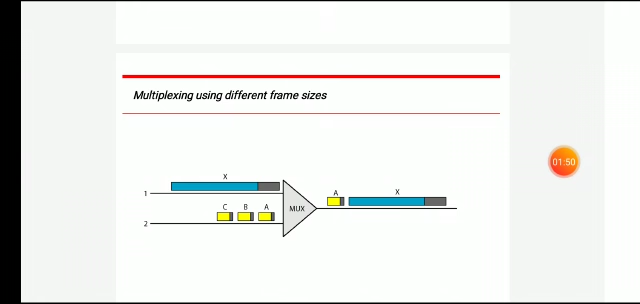 Multiplexing using different frame sizes
X
1
C B A
2
MUX
A X
01:50